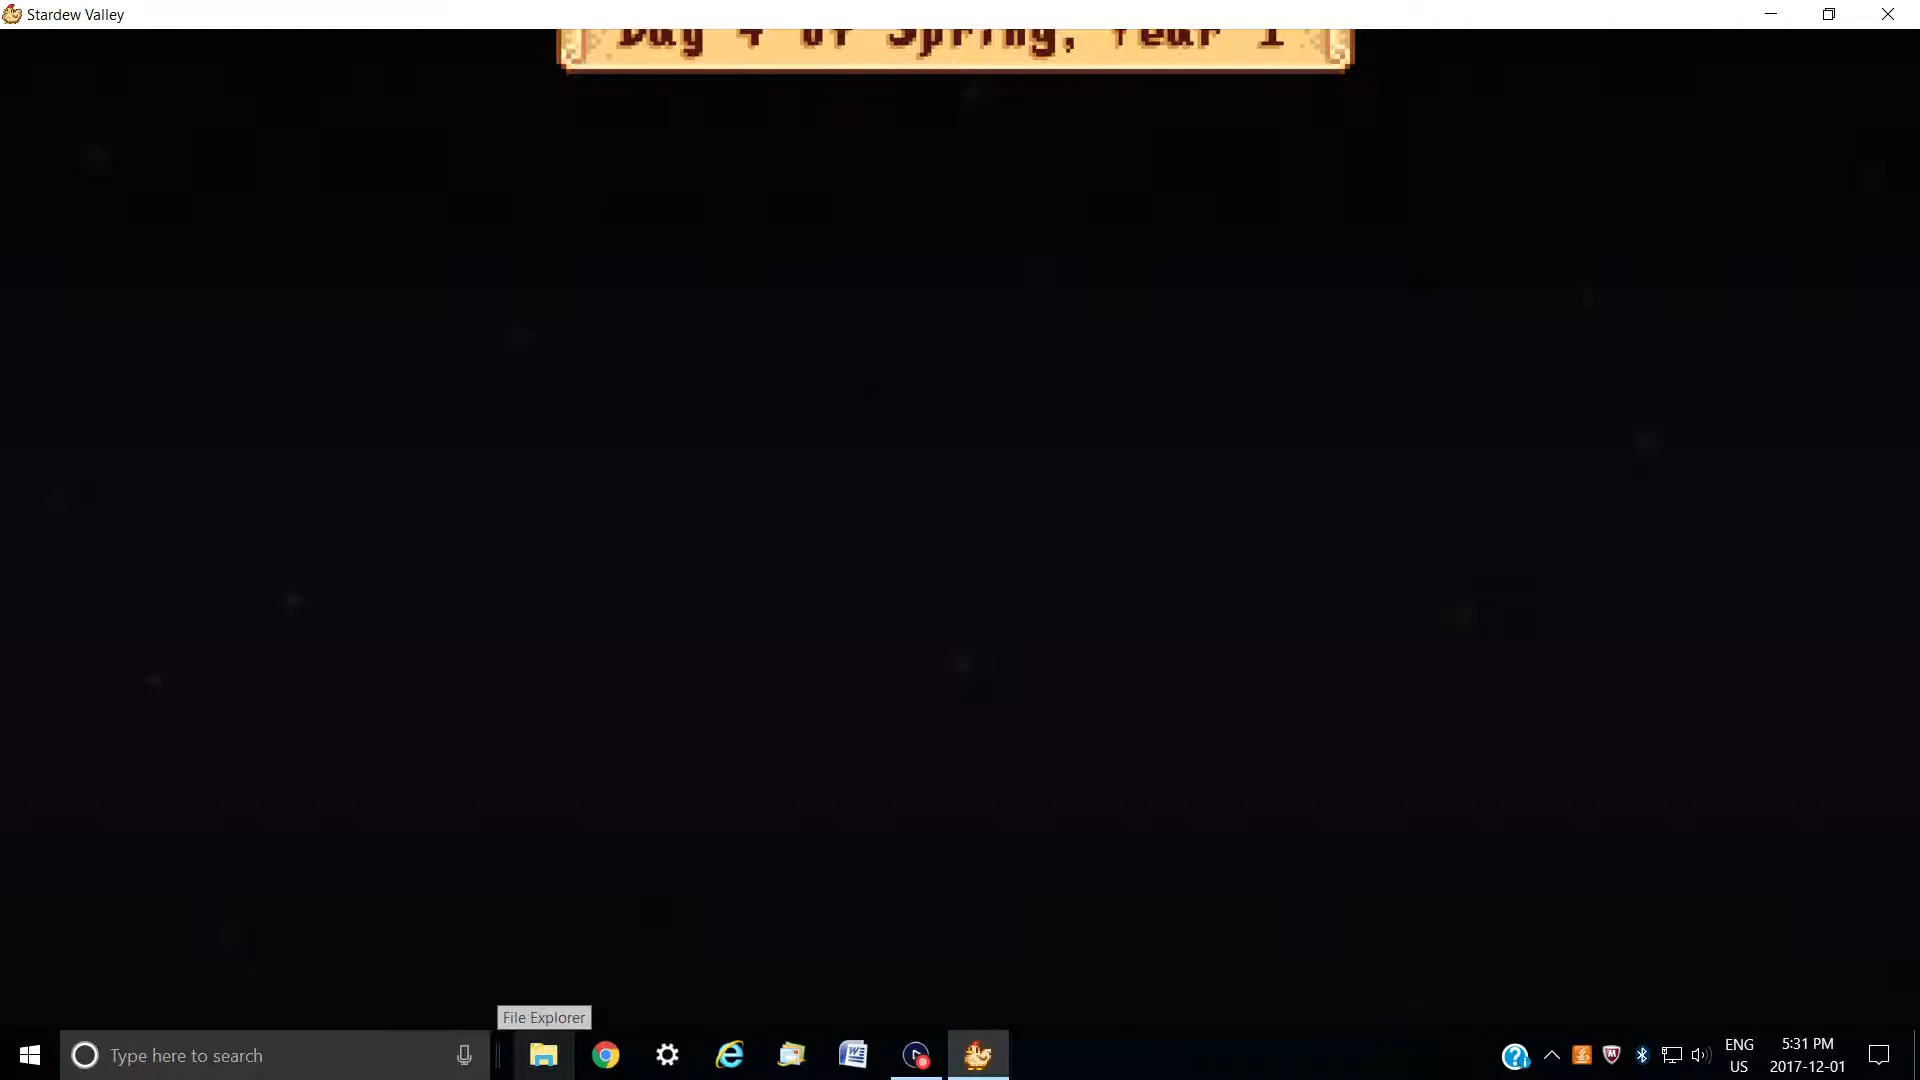 Stardew Valley
Day 4 of Spring, Year 1
File Explorer
Type here to search
ENG
US
5:31 PM
2017-12-01